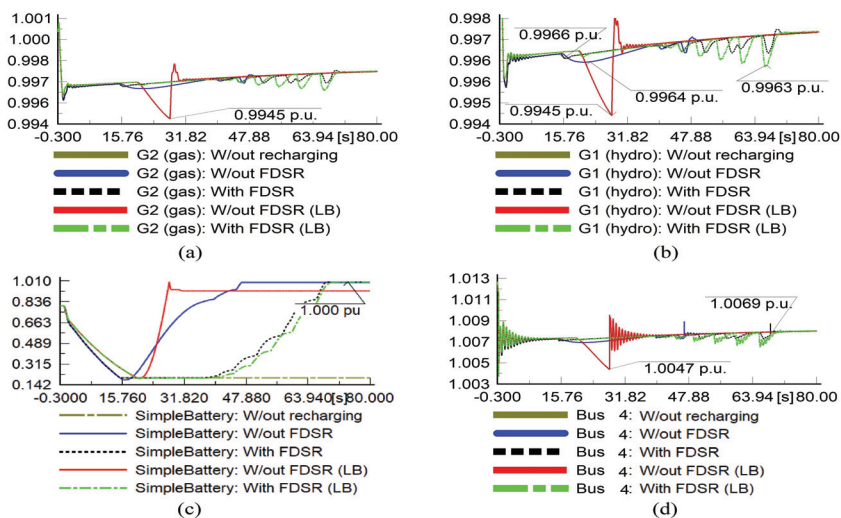 1.001
1.000
0.999
0.997
0.996
0.994
0.9945 p.u.
-0.300 15.76 31.82 47.88 63.94 [s] 80.00
G2 (gas): W/out recharging
G2 (gas): W/out FDSR
G2 (gas): With FDSR
G2 (gas): W/out FDSR (LB)
G2 (gas): With FDSR (LB)
(a)
0.998
0.997
0.996
0.996
0.995
0.994
0.9966 p.u.
0.9945 p.u.
0.9964 p.u.
0.9963 p.u.
-0.300 15.76 31.82 47.88 63.94 [s] 80.00
G1 (hydro): W/out recharging
G1 (hydro): W/out FDSR
G1 (hydro): With FDSR
G1 (hydro): W/out FDSR (LB)
G1 (hydro): With FDSR (LB)
(b)
1.010
0.836
0.663
0.489
0.315
0.142
1.000 pu
-0.300 15.760 31.820 47.880 63.940 [s] 80.000
SimpleBattery: W/out recharging
SimpleBattery: W/out FDSR
SimpleBattery: With FDSR
SimpleBattery: W/out FDSR (LB)
SimpleBattery: With FDSR (LB)
(c)
1.013
1.011
1.009
1.007
1.005
1.003
1.0069 p.u.
1.0047 p.u.
-0.300 15.76 31.82 47.88 63.94 [s] 80.00
Bus 4: W/out recharging
Bus 4: W/out FDSR
Bus 4: With FDSR
Bus 4: W/out FDSR (LB)
Bus 4: With FDSR (LB)
(d)